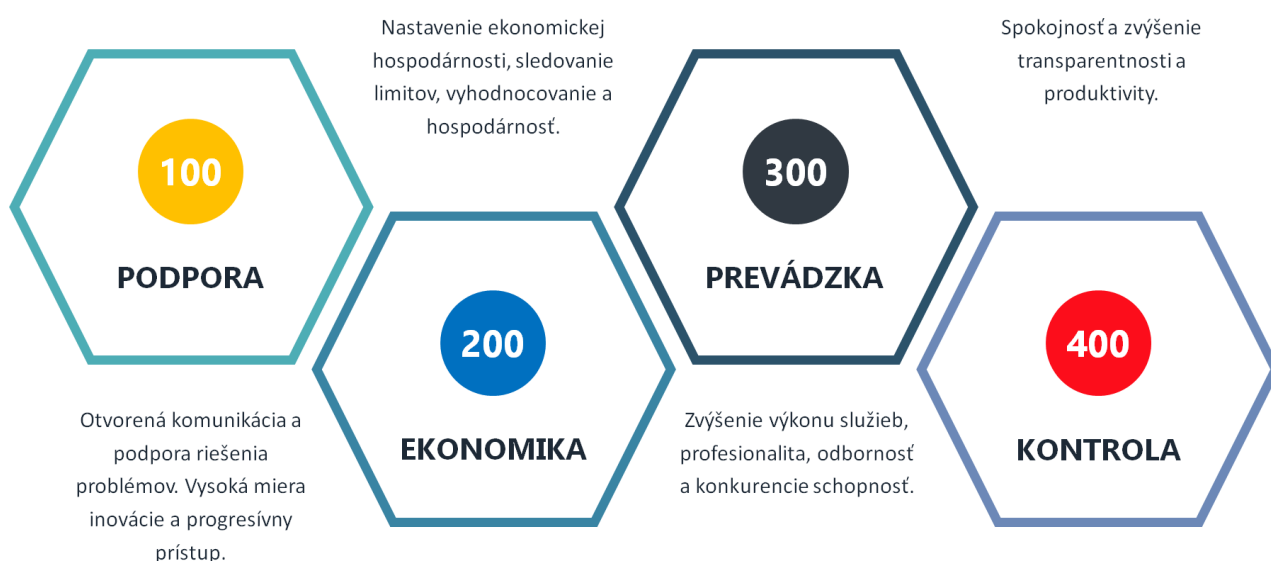 100
PODPORA
Otvorená komunikácia a
podpora riešenia
problémov. Vysoká miera
inovácie a progresívny
prístup.
Nastavenie ekonomickej
hospodárnosti, sledovanie
limitov, vyhodnocovanie a
hospodárnosť.
200
EKONOMIKA
300
PREVÁDZKA
Zvýšenie výkonu služieb,
profesionalita, odbornosť
a konkurencie schopnosť.
Spokojnosť a zvýšenie
transparentnosti a
produktivity.
400
KONTROLA